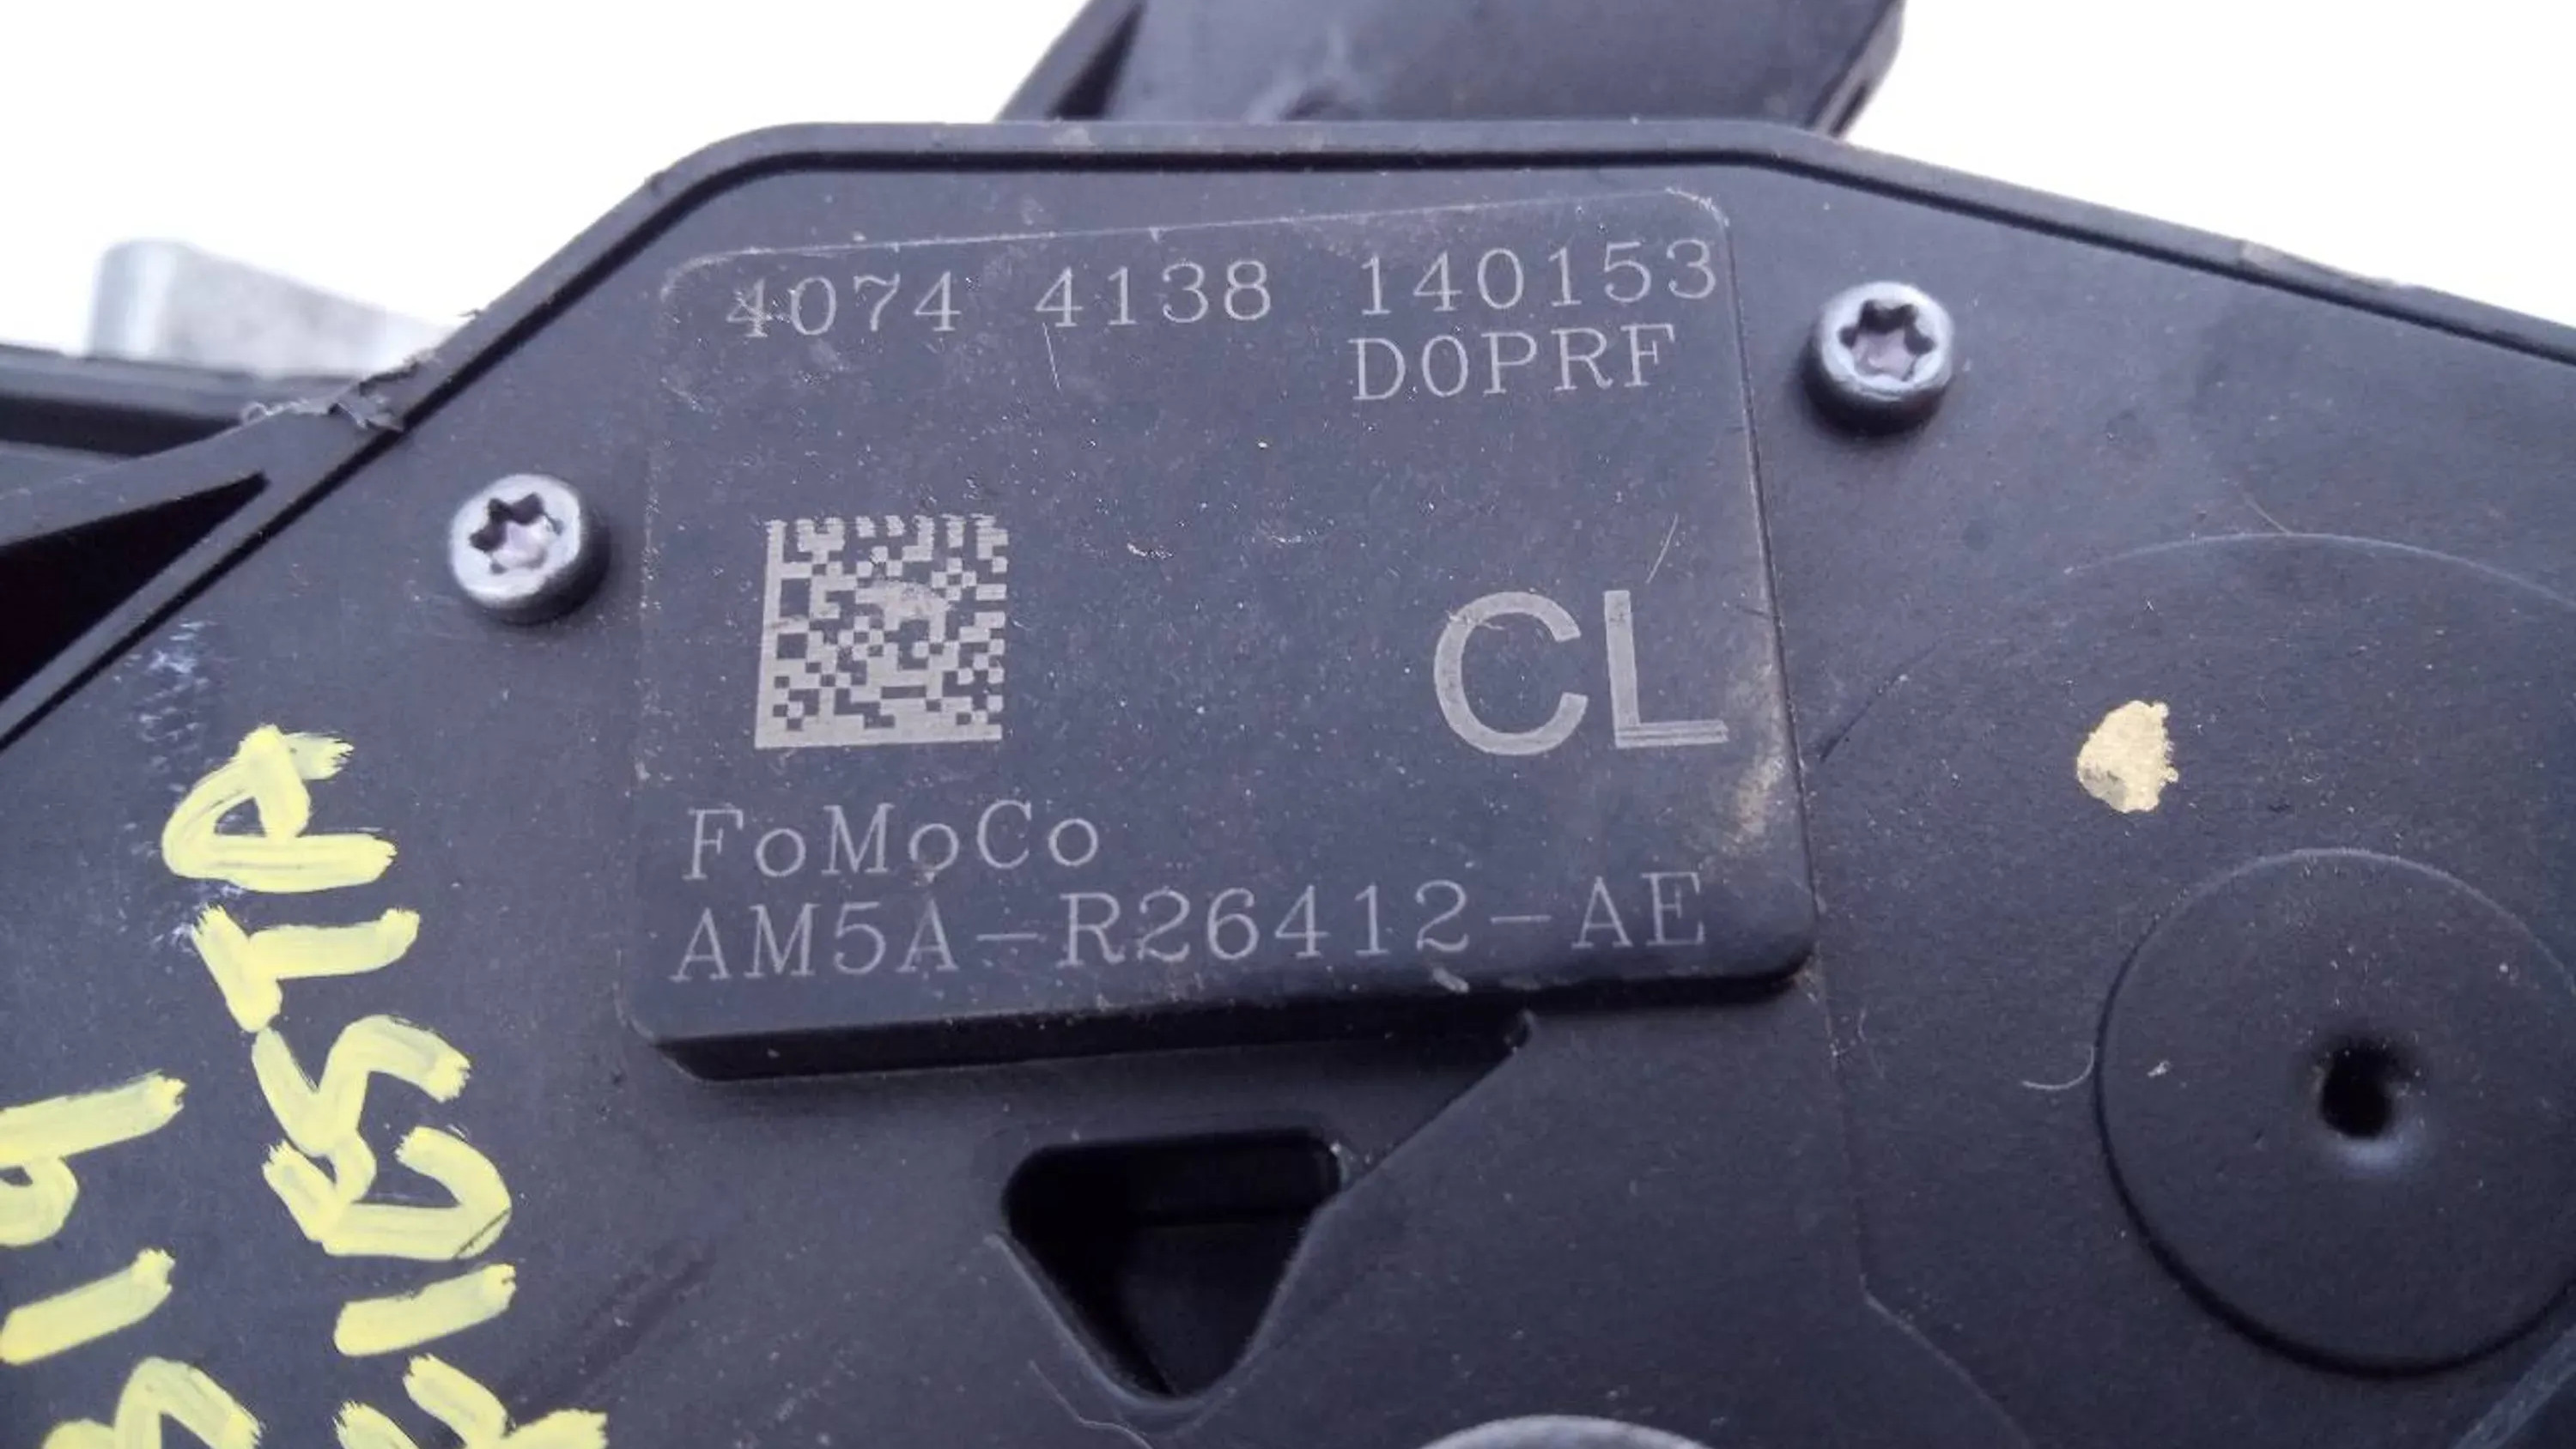 4074 4138 140153
D0PRF
CL
FoMoCo
AM5A-R26412-AE